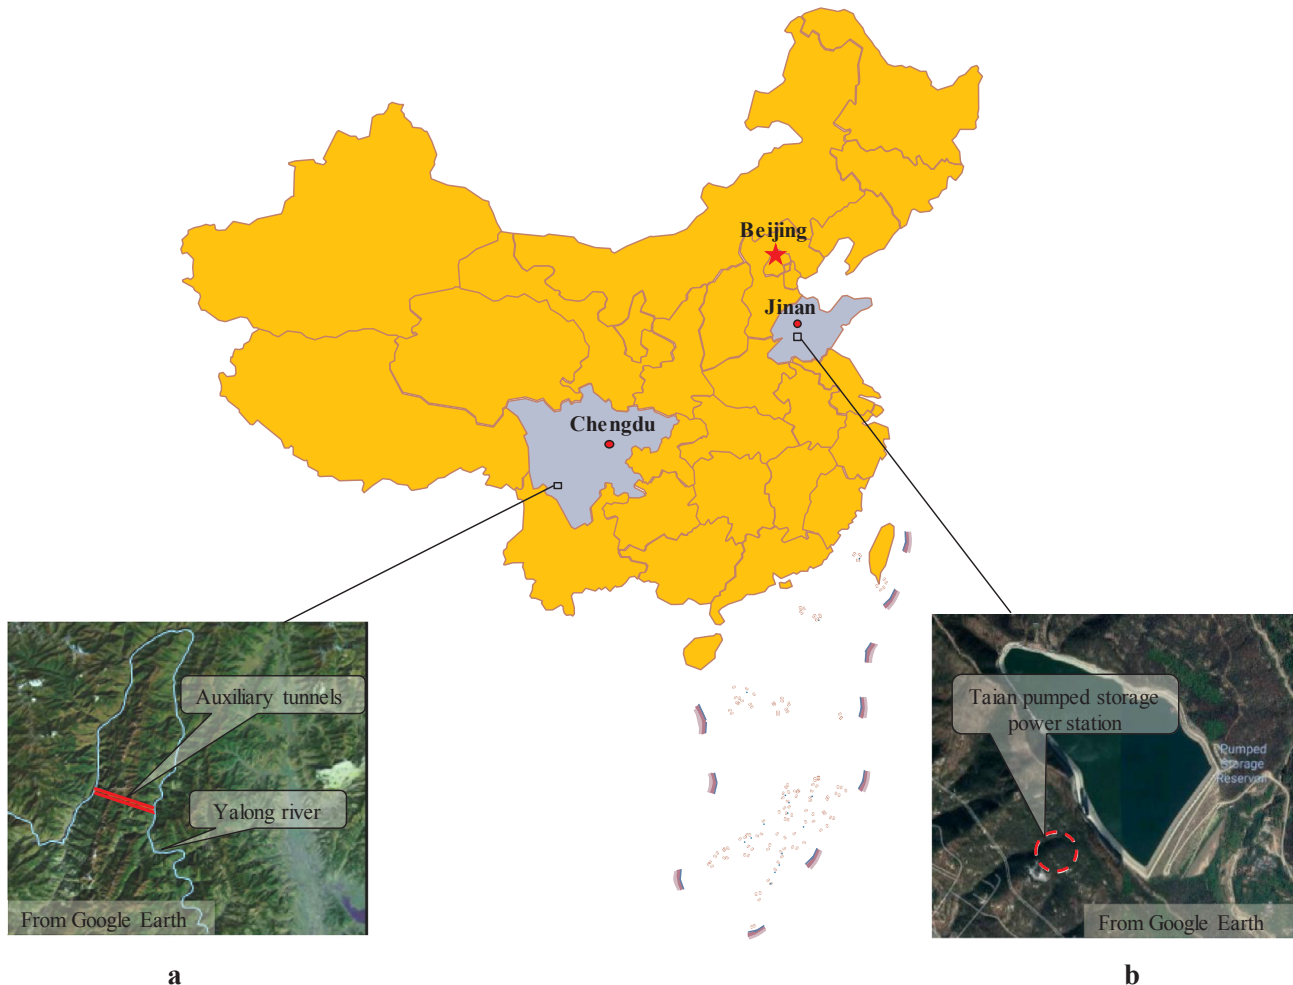 Beijing
Jinan
Chengdu
Auxiliary tunnels
Yalong river
From Google Earth
a
Taian pumped storage
power station
Pumped
Storage
Reservoir
From Google Earth
b